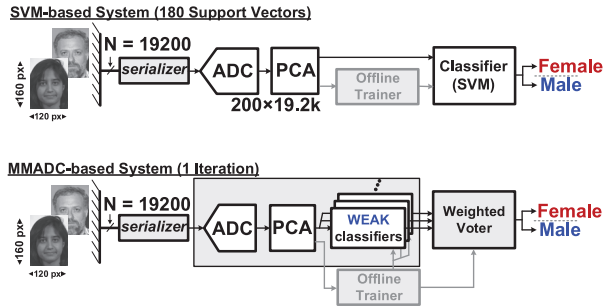 SVM-based System (180 Support Vectors)
N = 19200
serializer
ADC
PCA
200×19.2k
Offline
Trainer
Classifier
(SVM)
Female
Male
160 px
120 px
MMADC-based System (1 Iteration)
N = 19200
serializer
ADC
PCA
WEAK
classifiers
Weighted
Voter
Offline
Trainer
Female
Male
160 px
120 px